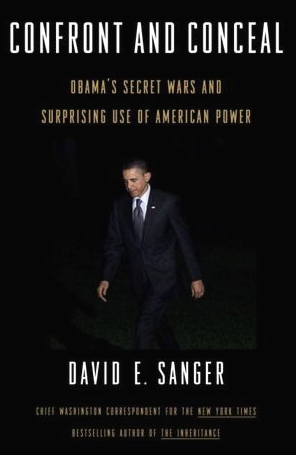 CONFRONT AND CONCEAL
OBAMA'S SECRET WARS AND
SURPRISING USE OF AMERICAN POWER
DAVID E. SANGER
CHIEF WASHINGTON CORRESPONDENT FOR THE NEW YORK TIMES
BESTSELLING AUTHOR OF THE INHERITANCE